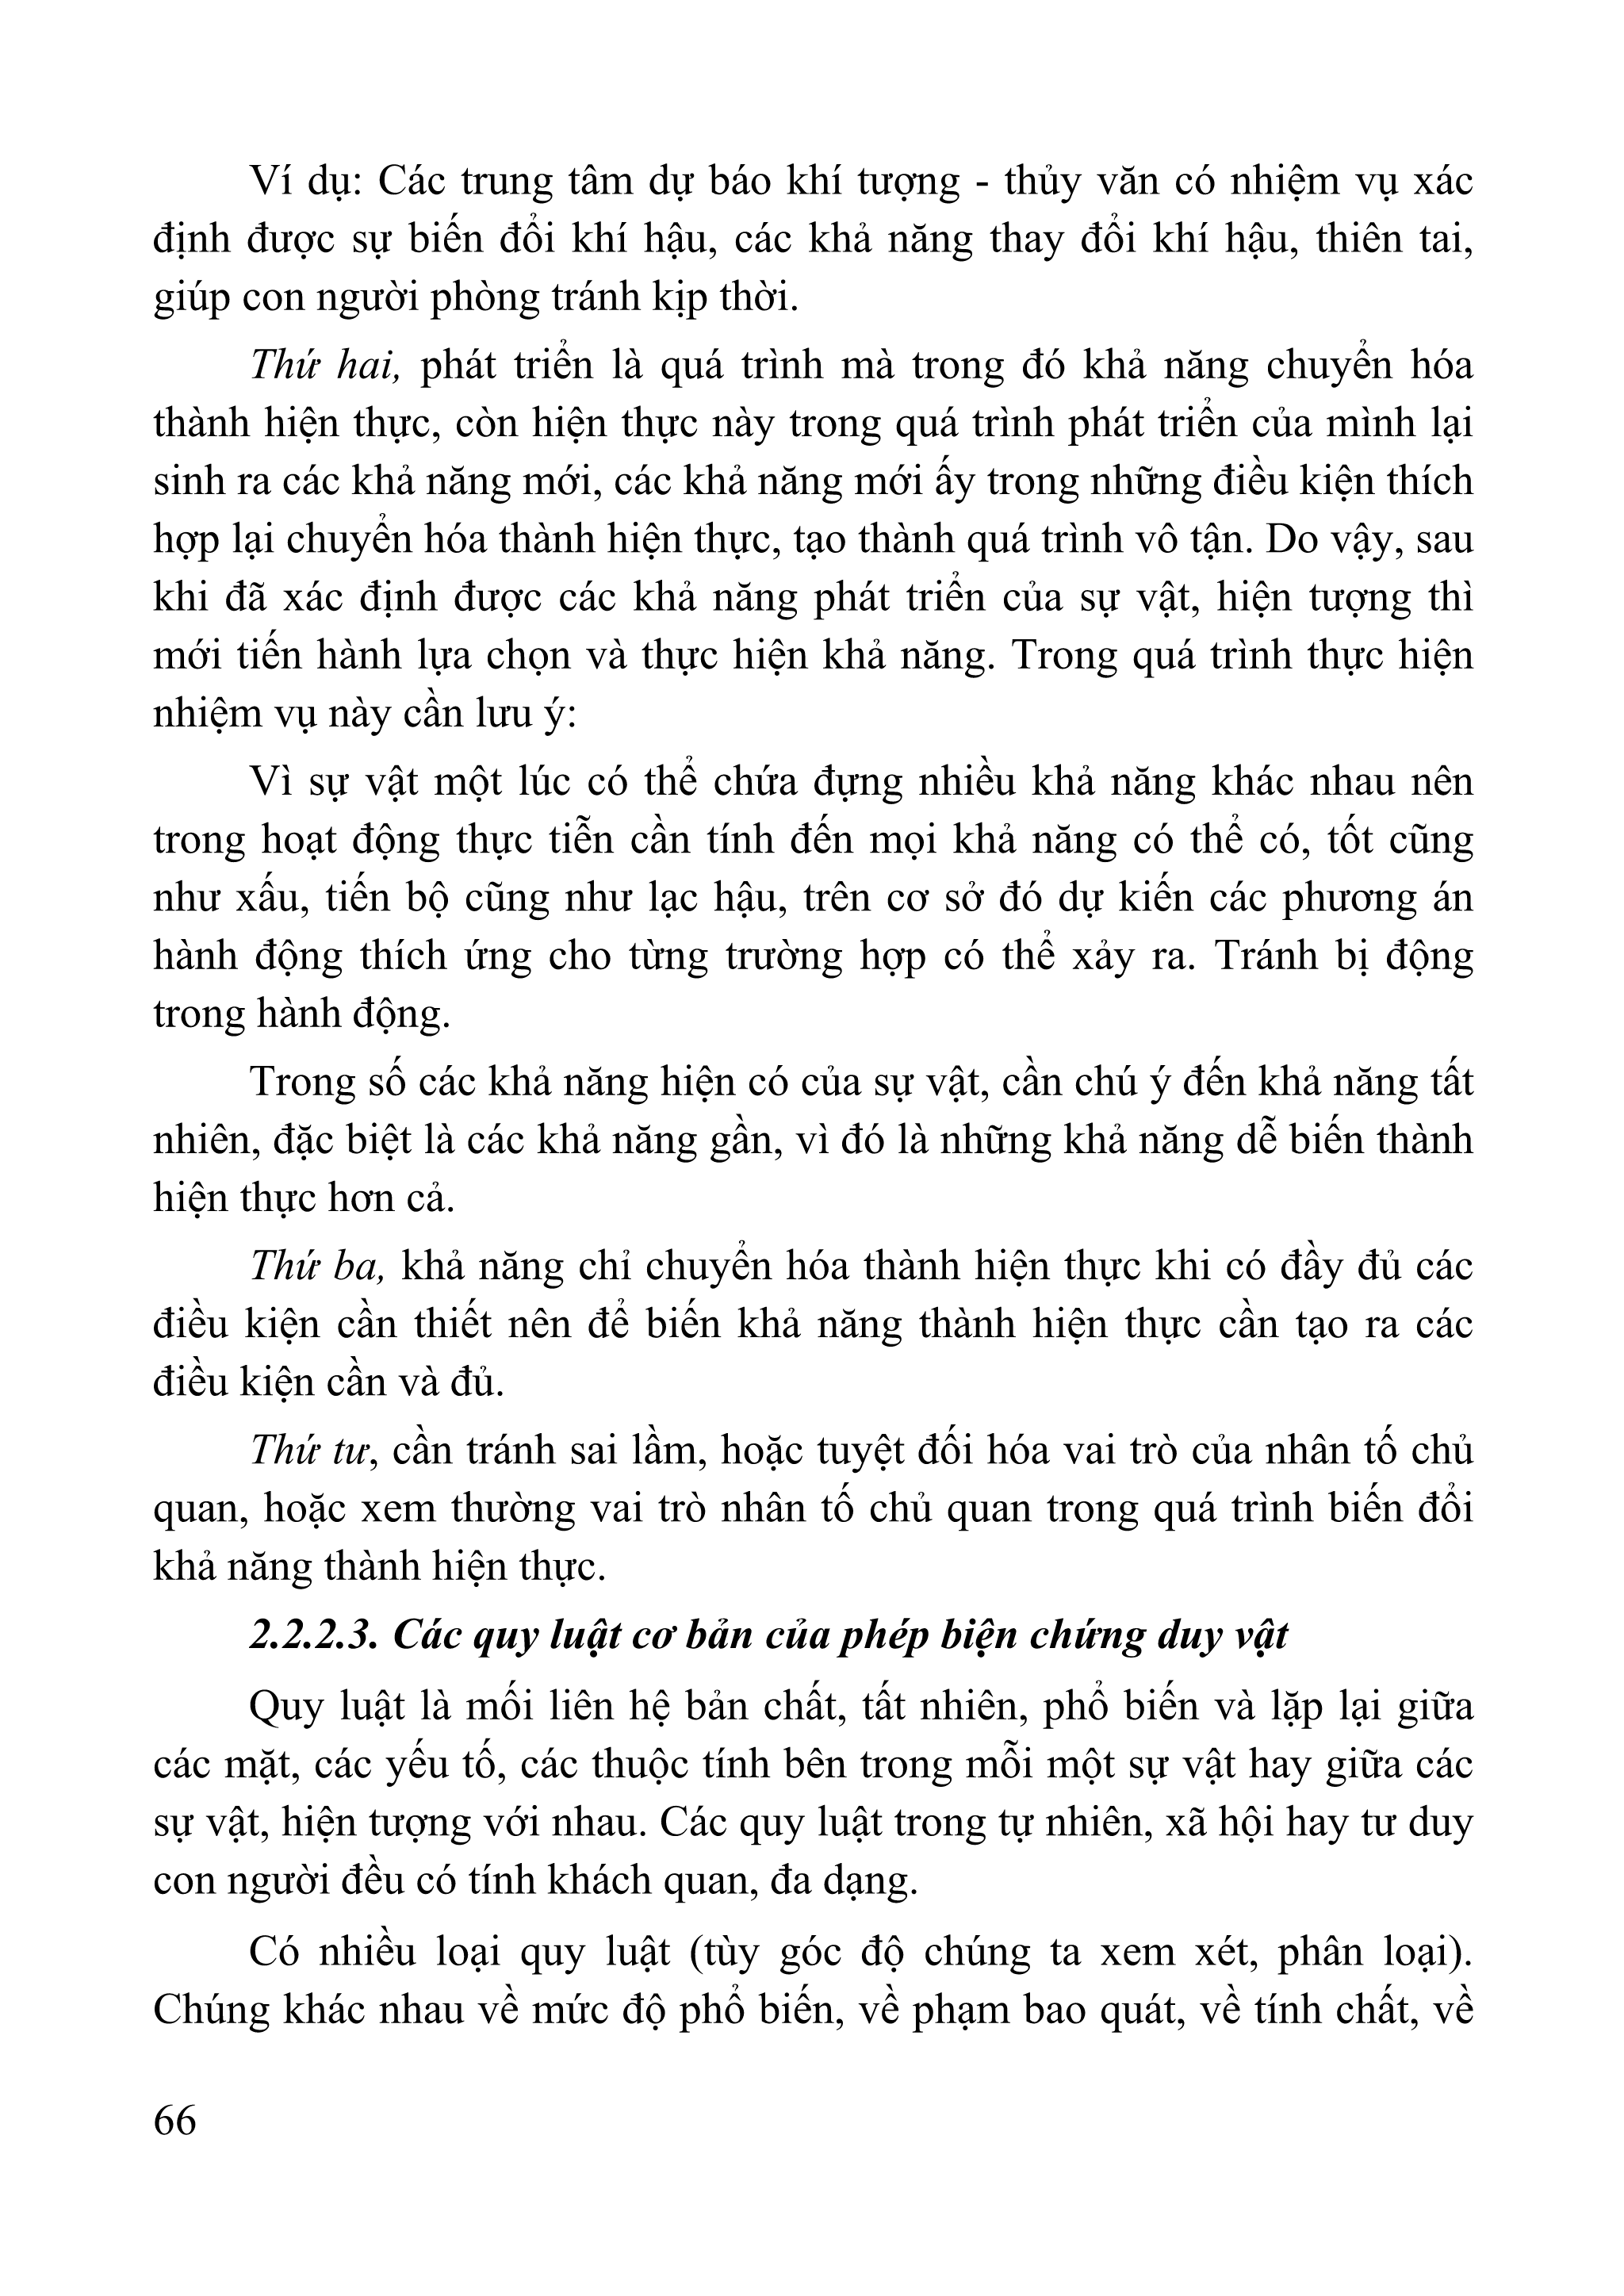 Ví dụ: Các trung tâm dự báo khí tượng - thủy văn có nhiệm vụ xác
định được sự biến đổi khí hậu, các khả năng thay đổi khí hậu, thiên tai,
giúp con người phòng tránh kịp thời.
Thứ hai, phát triển là quá trình mà trong đó khả năng chuyển hóa
thành hiện thực, còn hiện thực này trong quá trình phát triển của mình lại
sinh ra các khả năng mới, các khả năng mới ấy trong những điều kiện thích
hợp lại chuyển hóa thành hiện thực, tạo thành quá trình vô tận. Do vậy, sau
khi đã xác định được các khả năng phát triển của sự vật, hiện tượng thì
mới tiến hành lựa chọn và thực hiện khả năng. Trong quá trình thực hiện
nhiệm vụ này cần lưu ý:
Vì sự vật một lúc có thể chứa đựng nhiều khả năng khác nhau nên
trong hoạt động thực tiễn cần tính đến mọi khả năng có thể có, tốt cũng
như xấu, tiến bộ cũng như lạc hậu, trên cơ sở đó dự kiến các phương án
hành động thích ứng cho từng trường hợp có thể xảy ra. Tránh bị động
trong hành động.
Trong số các khả năng hiện có của sự vật, cần chú ý đến khả năng tất
nhiên, đặc biệt là các khả năng gần, vì đó là những khả năng dễ biến thành
hiện thực hơn cả.
Thứ ba, khả năng chỉ chuyển hóa thành hiện thực khi có đầy đủ các
điều kiện cần thiết nên để biến khả năng thành hiện thực cần tạo ra các
điều kiện cần và đủ.
Thứ tư, cần tránh sai lầm, hoặc tuyệt đối hóa vai trò của nhân tố chủ
quan, hoặc xem thường vai trò nhân tố chủ quan trong quá trình biến đổi
khả năng thành hiện thực.
2.2.2.3. Các quy luật cơ bản của phép biện chứng duy vật
Quy luật là mối liên hệ bản chất, tất nhiên, phổ biến và lặp lại giữa
các mặt, các yếu tố, các thuộc tính bên trong mỗi một sự vật hay giữa các
sự vật, hiện tượng với nhau. Các quy luật trong tự nhiên, xã hội hay tư duy
con người đều có tính khách quan, đa dạng.
Có nhiều loại quy luật (tùy góc độ chúng ta xem xét, phân loại).
Chúng khác nhau về mức độ phổ biến, về phạm bao quát, về tính chất, về
66